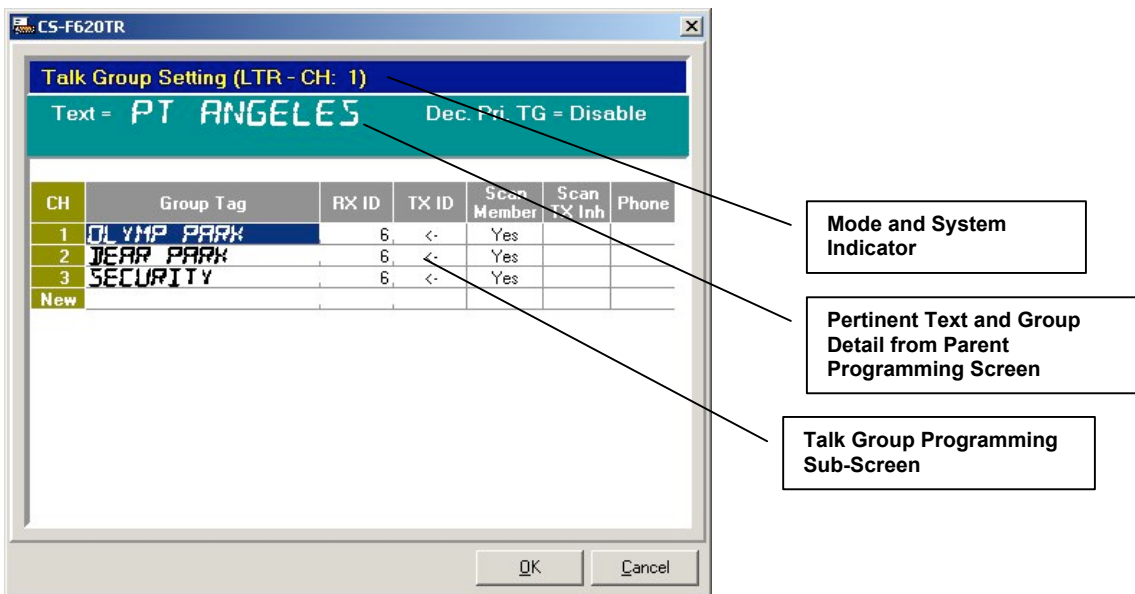 CS-F620TR
Talk Group Setting (LTR - CH: 1)
Text = PT ANGELES Dec. Pri. TG = Disable
CH Group Tag RX ID TX ID Scan Member Scan TX Inh Phone
1 OLYMP PARK 6 <- Yes
2 DEAR PARK 6 <- Yes
3 SECURITY 6 <- Yes
New
OK Cancel
Mode and System
Indicator
Pertinent Text and Group
Detail from Parent
Programming Screen
Talk Group Programming
Sub-Screen